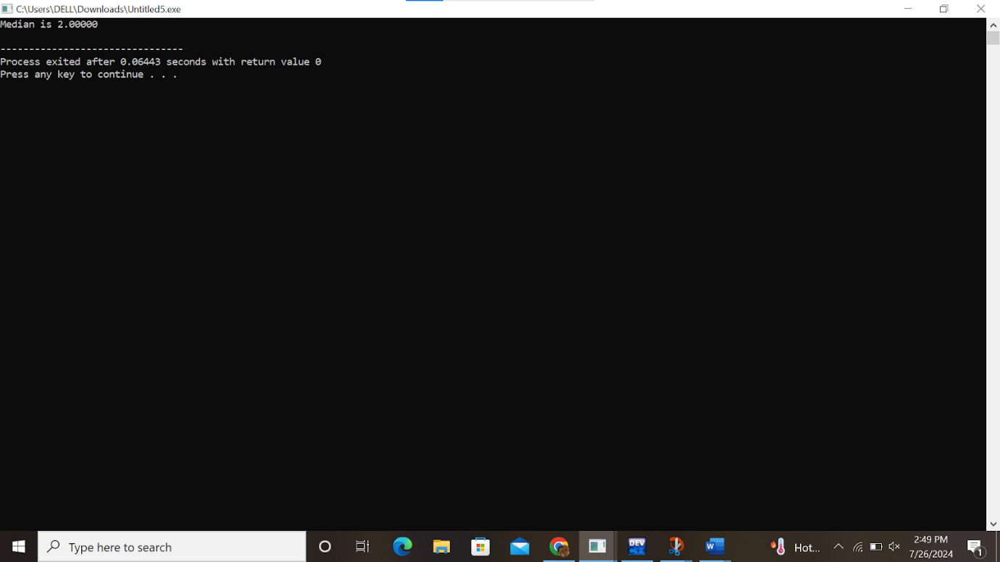 C:\Users\DELL\Downloads\Untitled5.exe
Median is 2.00000
--------------------------------
Process exited after 0.06443 seconds with return value 0
Press any key to continue . . .
Type here to search
DEV
C++
W
Hot...
2:49 PM
7/26/2024
1